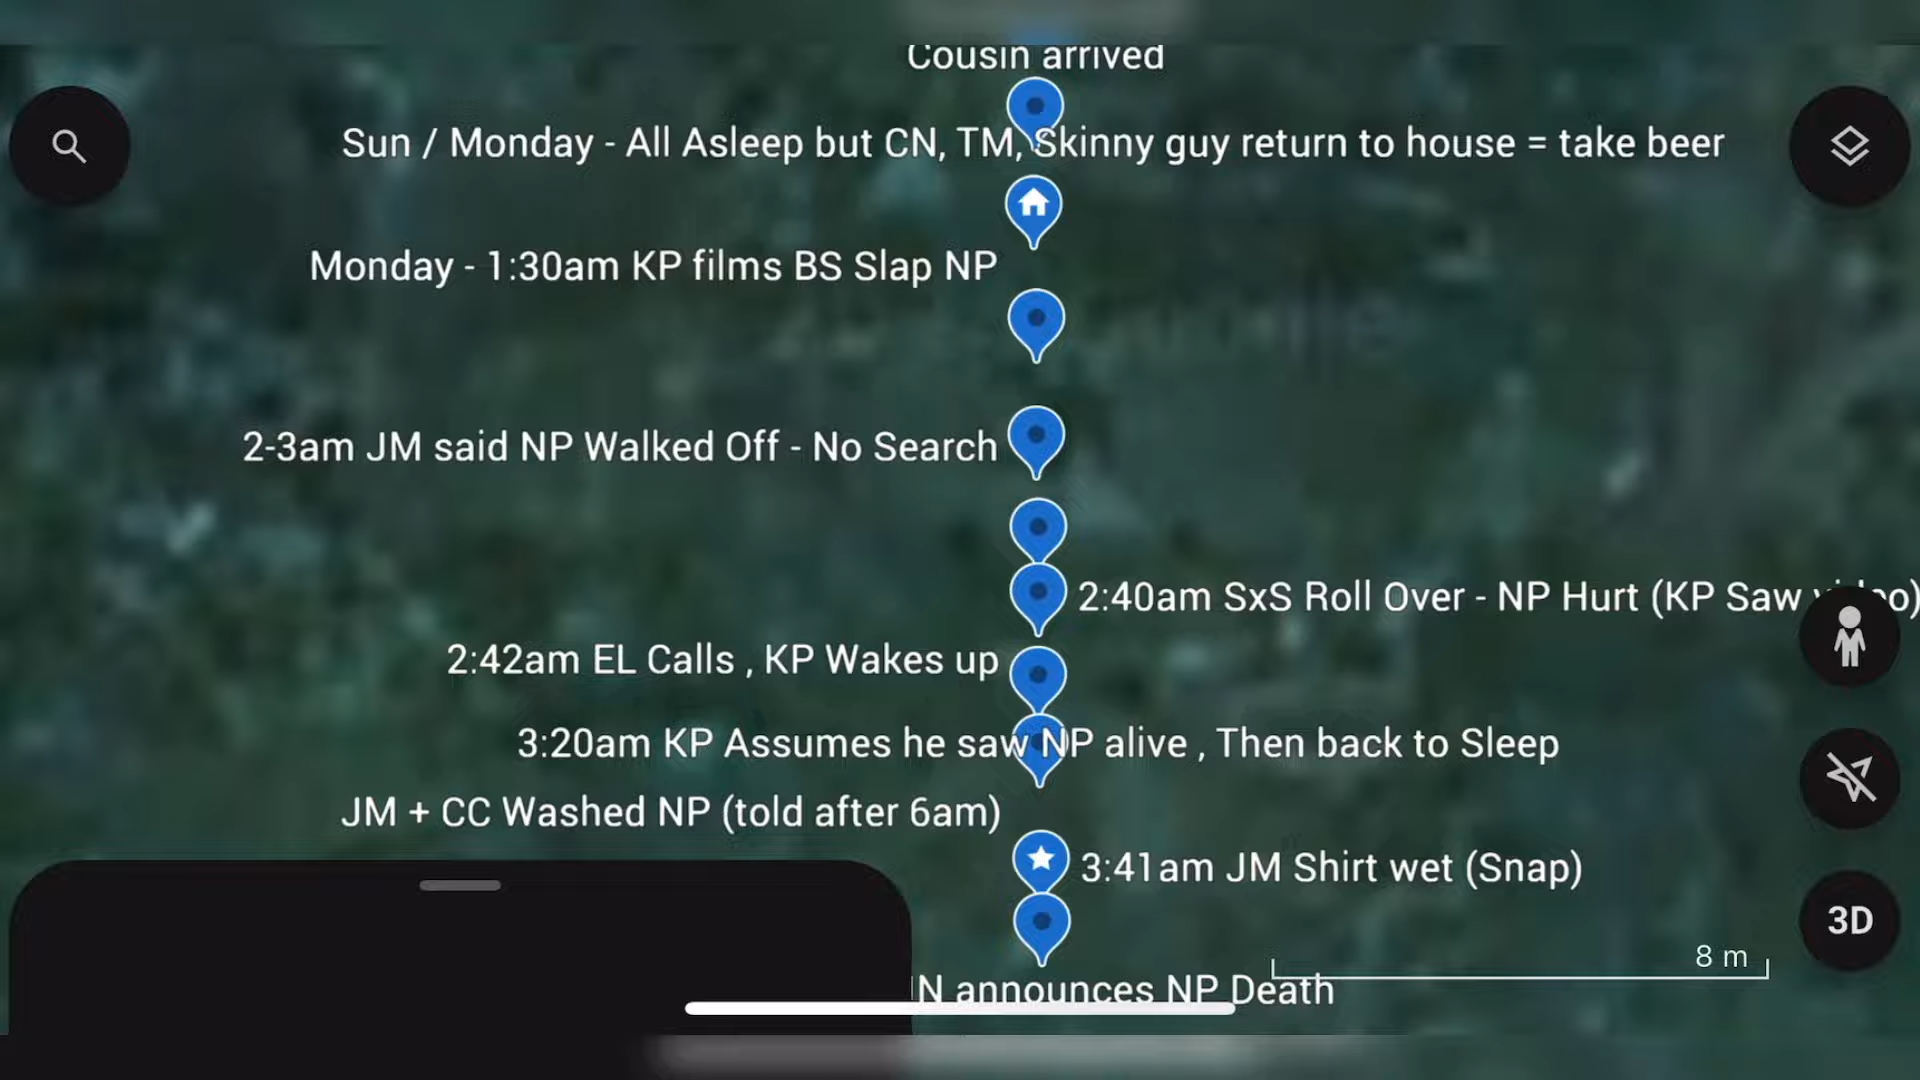 Cousin arrived
Sun / Monday - All Asleep but CN, TM, Skinny guy return to house = take beer
Monday - 1:30am KP films BS Slap NP
2-3am JM said NP Walked Off - No Search
2:40am SxS Roll Over - NP Hurt (KP Saw video)
2:42am EL Calls , KP Wakes up
3:20am KP Assumes he saw NP alive , Then back to Sleep
JM + CC Washed NP (told after 6am)
3:41am JM Shirt wet (Snap)
3D
8 m
N announces NP Death